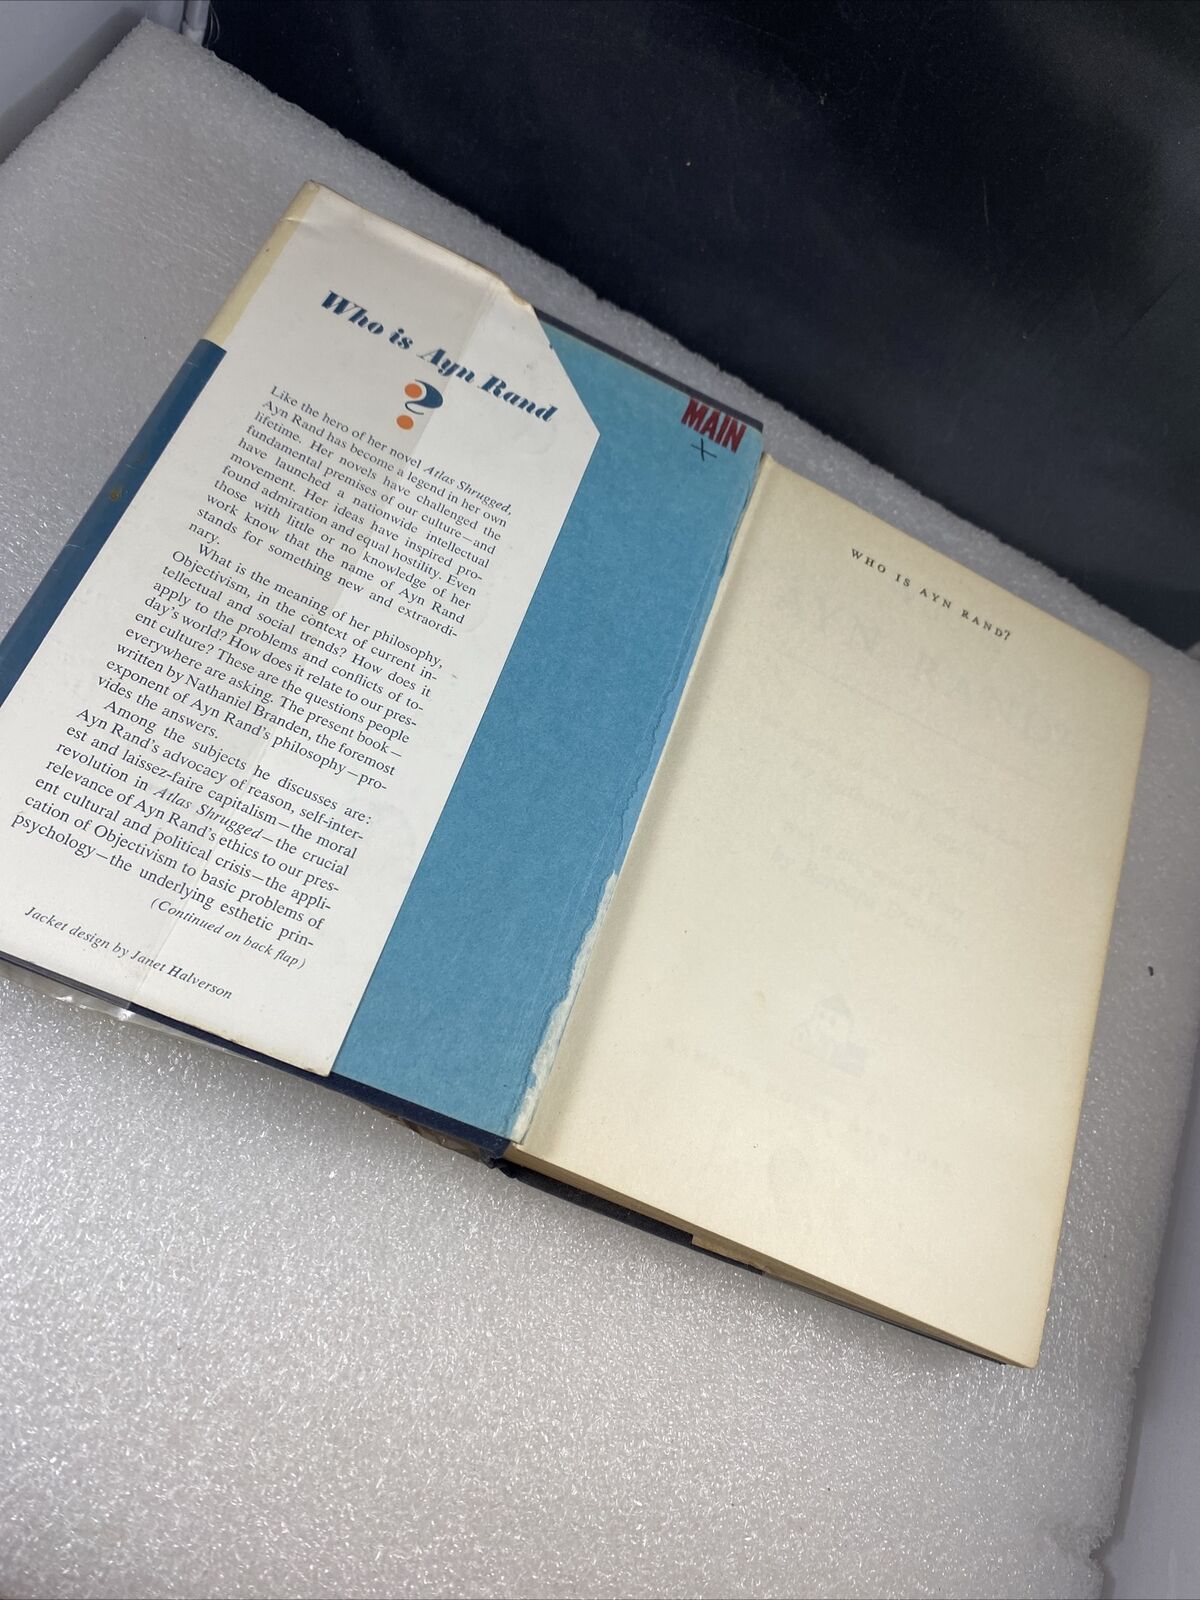 Who is Ayn Rand
?
Like the hero of her novel Atlas Shrugged,
Ayn Rand has become a legend in her own
lifetime. Her novels have challenged the
fundamental premises of our culture—and
have launched a nationwide intellectual
movement. Her ideas have inspired pro-
found admiration and equal hostility. Even
those with little or no knowledge of her
work know that the name of Ayn Rand
stands for something new and extraordi-
nary.
What is the meaning of her philosophy,
Objectivism, in the context of current in-
tellectual and social trends? How does it
apply to the problems and conflicts of to-
day's world? How does it relate to our pres-
ent culture? These are the questions people
everywhere are asking. The present book—
written by Nathaniel Branden, the foremost
exponent of Ayn Rand's philosophy—pro-
vides the answers.
Among the subjects he discusses are:
Ayn Rand's advocacy of reason, self-inter-
est and laissez-faire capitalism—the moral
revolution in Atlas Shrugged—the crucial
relevance of Ayn Rand's ethics to our pres-
ent cultural and political crisis—the appli-
cation of Objectivism to basic problems of
psychology—the underlying esthetic prin-
(Continued on back flap)
Jacket design by Janet Halverson
MAIN
WHO IS AYN RAND?